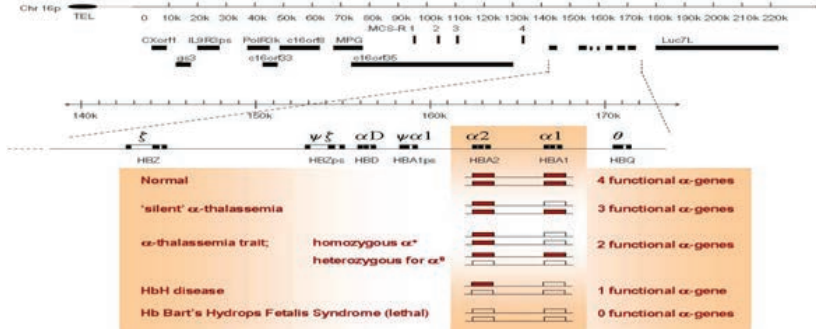 Chr 16p
TEL
0 10k 20k 30k 40k 50k 60k 70k 80k 90k 100k 110k 120k 130k 140k 150k 160k 170k 180k 190k 200k 210k 220k
MCS-R 1 2 3 4
CXorf1 IL9R3ps PolR3k c16orf8 MPG Luc7L
gs3 c16orf33 c16orf35
140k 150k 160k 170k
ξ ψξ αD ψα1 α2 α1 θ
HBZ HBZps HBD HBA1ps HBA2 HBA1 HBQ
Normal 4 functional α-genes
'silent' α-thalassemia 3 functional α-genes
α-thalassemia trait; homozygous α⁺ 2 functional α-genes
heterozygous for α⁰
HbH disease 1 functional α-gene
Hb Bart's Hydrops Fetalis Syndrome (lethal) 0 functional α-genes